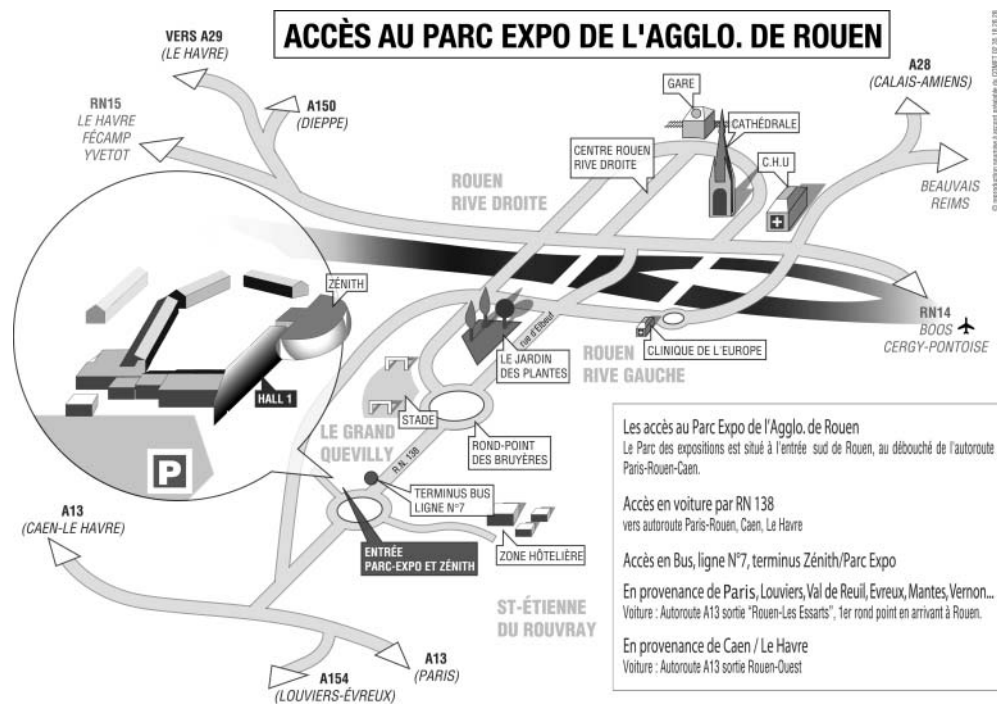 ACCÈS AU PARC EXPO DE L'AGGLO. DE ROUEN
VERS A29
(LE HAVRE)
A150
(DIEPPE)
RN15
LE HAVRE
FÉCAMP
YVETOT
GARE
CATHÉDRALE
CENTRE ROUEN
RIVE DROITE
C.H.U
A28
(CALAIS-AMIENS)
BEAUVAIS
REIMS
ROUEN
RIVE DROITE
ZÉNITH
HALL 1
P
RN14
BOOS
CERGY-PONTOISE
rue d'Elbeuf
LE JARDIN
DES PLANTES
ROUEN
RIVE GAUCHE
CLINIQUE DE L'EUROPE
STADE
LE GRAND
QUEVILLY
ROND-POINT
DES BRUYÈRES
R.N. 138
TERMINUS BUS
LIGNE N°7
ENTRÉE
PARC-EXPO ET ZÉNITH
ZONE HÔTELIÈRE
ST-ÉTIENNE
DU ROUVRAY
A13
(CAEN-LE HAVRE)
A13
(PARIS)
A154
(LOUVIERS-ÉVREUX)
Les accès au Parc Expo de l'Agglo. de Rouen
Le Parc des expositions est situé à l'entrée sud de Rouen, au débouché de l'autoroute
Paris-Rouen-Caen.
Accès en voiture par RN 138
vers autoroute Paris-Rouen, Caen, Le Havre
Accès en Bus, ligne N°7, terminus Zénith/Parc Expo
En provenance de Paris, Louviers, Val de Reuil, Evreux, Mantes, Vernon...
Voiture : Autoroute A13 sortie "Rouen-Les Essarts", 1er rond point en arrivant à Rouen.
En provenance de Caen / Le Havre
Voiture : Autoroute A13 sortie Rouen-Ouest